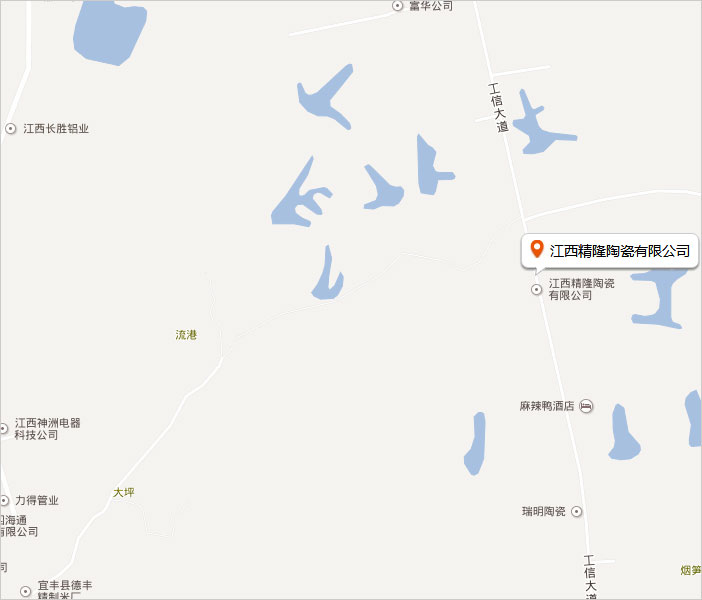 富华公司
工信大道
江西长胜铝业
江西精隆陶瓷有限公司
江西精隆陶瓷
有限公司
流港
麻辣鸭酒店
江西神洲电器
科技公司
大坪
力得管业
瑞明陶瓷
海通
有限公司
工信大道
司
烟笋
宜丰县德丰
精制米厂